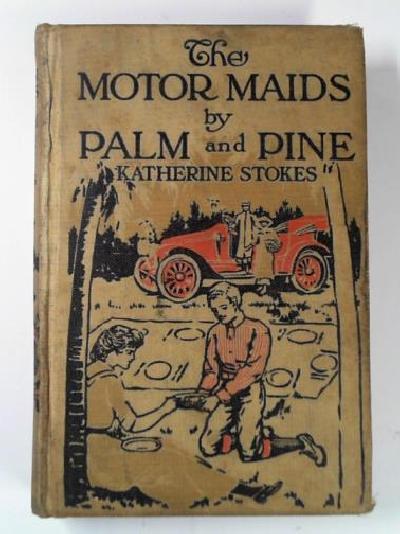 The
MOTOR MAIDS
by
PALM and PINE
KATHERINE STOKES